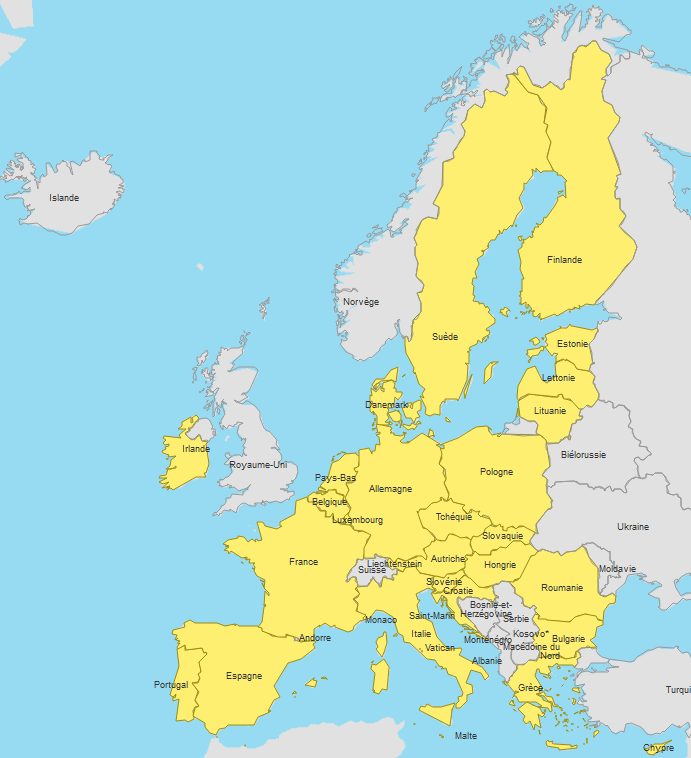 Islande
Norvège
Finlande
Suède
Estonie
Lettonie
Lituanie
Danemark
Irlande
Royaume-Uni
Biélorussie
Pays-Bas
Belgique
Allemagne
Pologne
Luxembourg
Tchéquie
Ukraine
Slovaquie
France
Liechtenstein
Suisse
Autriche
Hongrie
Moldavie
Slovénie
Croatie
Roumanie
Bosnie-et-
Herzégovine
Saint-Marin
Serbie
Monaco
Italie
Kosovo*
Monténégro
Bulgarie
Andorre
Vatican
Macédoine du
Nord
Albanie
Espagne
Portugal
Grèce
Turqui
Malte
Chypre